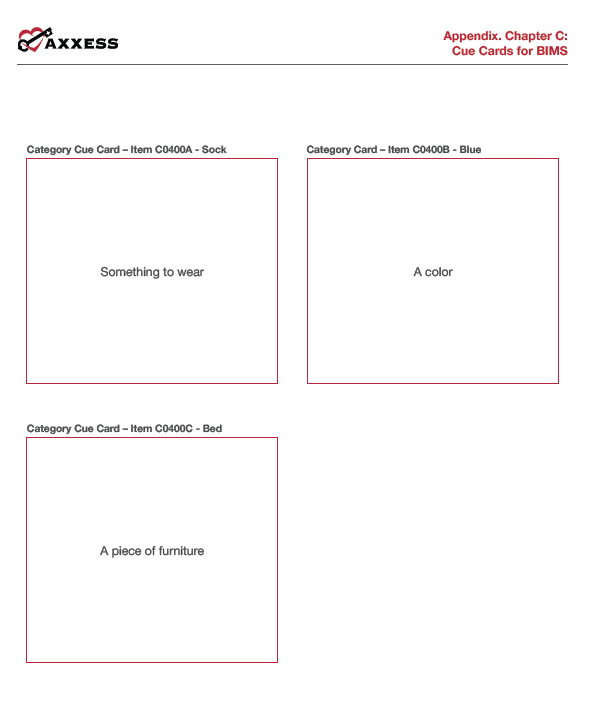 AXXESS
Appendix. Chapter C:
Cue Cards for BIMS
Category Cue Card – Item C0400A - Sock
Category Card – Item C0400B - Blue
Something to wear
A color
Category Cue Card – Item C0400C - Bed
A piece of furniture